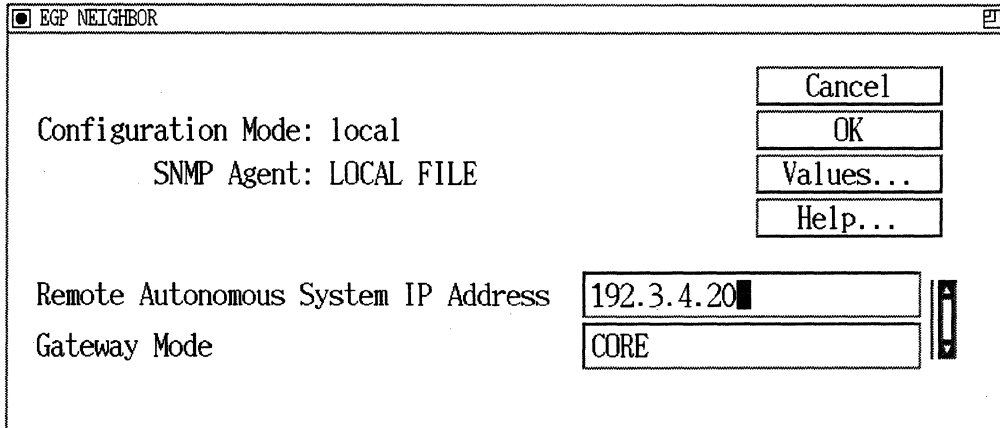 EGP NEIGHBOR
Cancel
Configuration Mode: local
OK
SNMP Agent: LOCAL FILE
Values...
Help...
Remote Autonomous System IP Address 192.3.4.20
Gateway Mode CORE